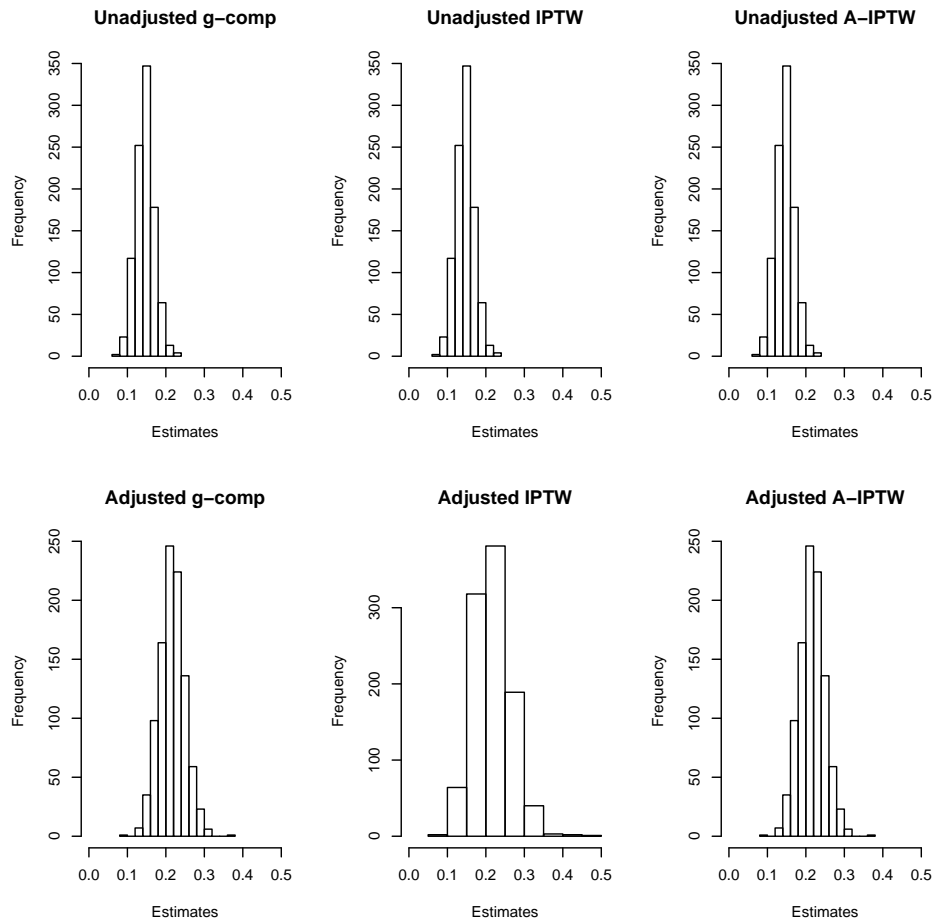 Unadjusted g−comp
Frequency
0 50 100 150 200 250 300 350
0.0 0.1 0.2 0.3 0.4 0.5
Estimates
Unadjusted IPTW
Frequency
0 50 100 150 200 250 300 350
0.0 0.1 0.2 0.3 0.4 0.5
Estimates
Unadjusted A−IPTW
Frequency
0 50 100 150 200 250 300 350
0.0 0.1 0.2 0.3 0.4 0.5
Estimates
Adjusted g−comp
Frequency
0 50 100 150 200 250
0.0 0.1 0.2 0.3 0.4 0.5
Estimates
Adjusted IPTW
Frequency
0 100 200 300
0.0 0.1 0.2 0.3 0.4 0.5
Estimates
Adjusted A−IPTW
Frequency
0 50 100 150 200 250
0.0 0.1 0.2 0.3 0.4 0.5
Estimates